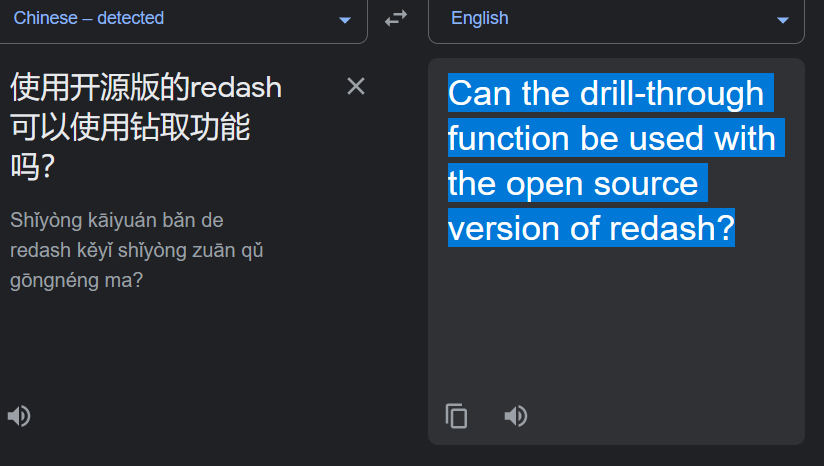 Chinese – detected
English
使用开源版的redash
可以使用钻取功能
吗?
Shǐyòng kāiyuán bǎn de
redash kěyǐ shǐyòng zuān qǔ
gōngnéng ma?
Can the drill-through
function be used with
the open source
version of redash?